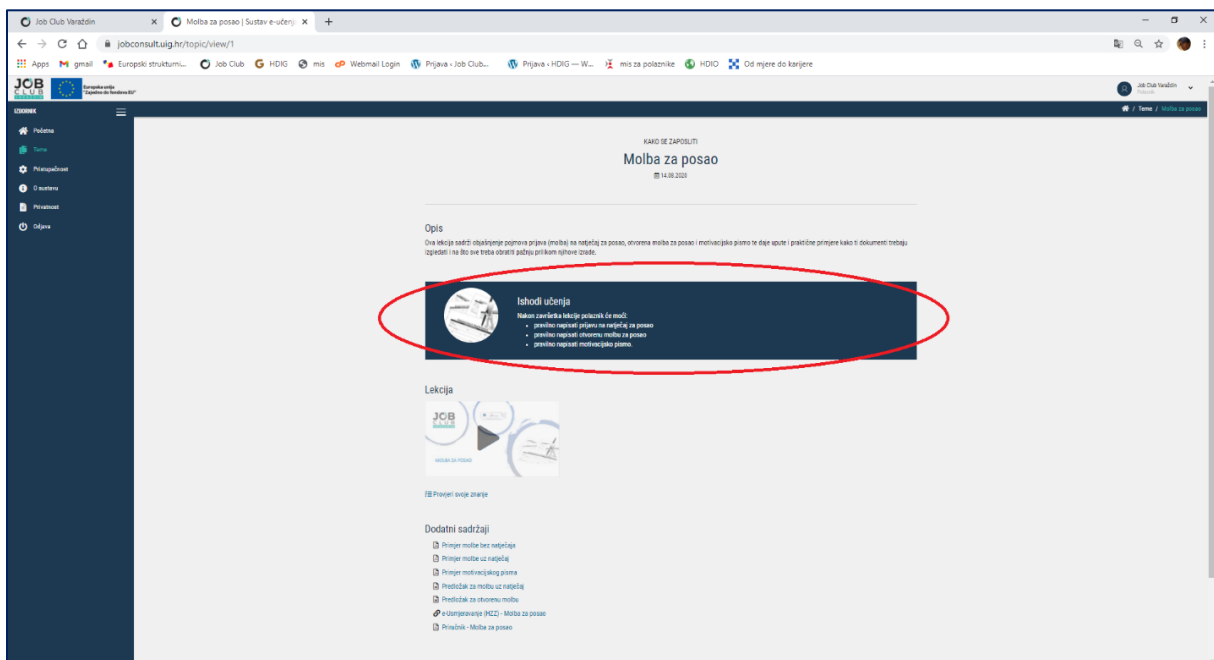 Job Club Varaždin
Molba za posao | Sustav e-učenja
jobconsult.uig.hr/topic/view/1
Apps
gmail
Europski strukturni...
Job Club
HDIG
mis
Webmail Login
Prijava ‹ Job Club...
Prijava ‹ HDIG — W...
mis za polaznike
HDIO
Od mjere do karijere
JOB
CLUB
Europska unija
"Zajedno do fondova EU"
Job Club Varaždin
Polaznik
IZBORNIK
/ Teme / Molba za posao
Početna
Teme
Pristupačnost
O sustavu
Privatnost
Odjava
KAKO SE ZAPOSLITI
Molba za posao
14.08.2020
Opis
Ova lekcija sadrži objašnjenje pojmova prijava (molba) na natječaj za posao, otvorena molba za posao i motivacijsko pismo te daje upute i praktične primjere kako ti dokumenti trebaju
izgledati i na što sve treba obratiti pažnju prilikom njihove izrade.
Ishodi učenja
Nakon završetka lekcije polaznik će moći:
• pravilno napisati prijavu na natječaj za posao
• pravilno napisati otvorenu molbu za posao
• pravilno napisati motivacijsko pismo.
Lekcija
JOB
CLUB
MOLBA ZA POSAO
Provjeri svoje znanje
Dodatni sadržaji
Primjer molbe bez natječaja
Primjer molbe uz natječaj
Primjer motivacijskog pisma
Predložak za molbu uz natječaj
Predložak za otvorenu molbu
e-Usmjeravanje (HZZ) - Molba za posao
Priručnik - Molba za posao